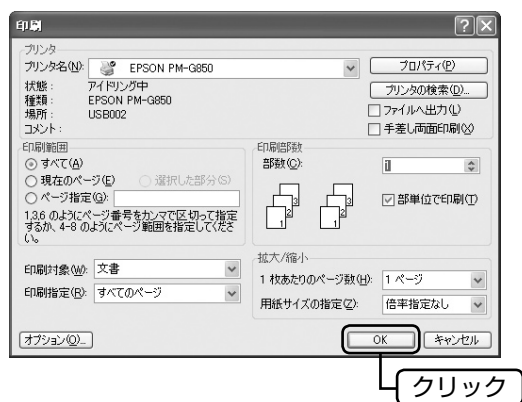 印刷
プリンタ
プリンタ名(N): EPSON PM-G850 プロパティ(P)
状態: アイドリング中 プリンタの検索(D)...
種類: EPSON PM-G850
場所: USB002 ファイルへ出力(L)
コメント: 手差し両面印刷(X)
印刷範囲
すべて(A)
現在のページ(E) 選択した部分(S)
ページ指定(G):
1,3,6 のようにページ番号をカンマで区切って指定
するか、4-8 のようにページ範囲を指定してくださ
い。
印刷部数
部数(C): 1
部単位で印刷(T)
3 3
2 2
1 1
印刷対象(W): 文書
印刷指定(R): すべてのページ
拡大/縮小
1 枚あたりのページ数(H): 1 ページ
用紙サイズの指定(Z): 倍率指定なし
オプション(O)... OK キャンセル
クリック